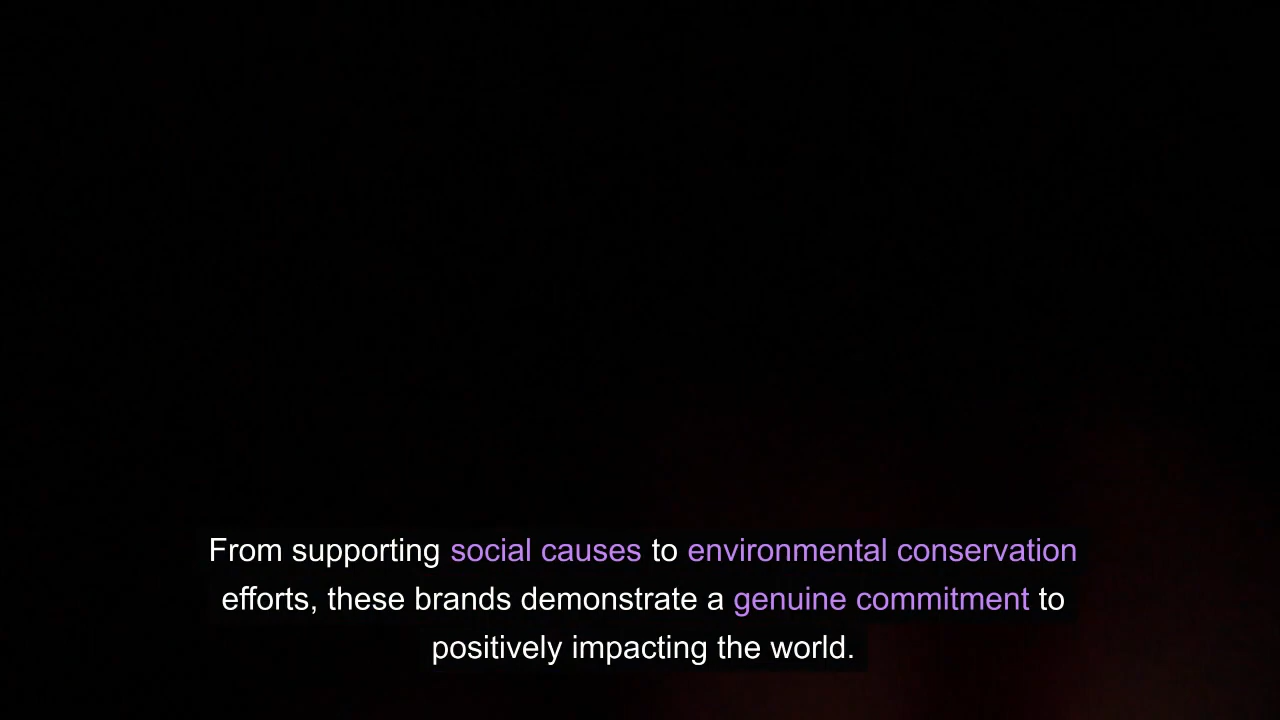 From supporting social causes to environmental conservation
efforts, these brands demonstrate a genuine commitment to
positively impacting the world.